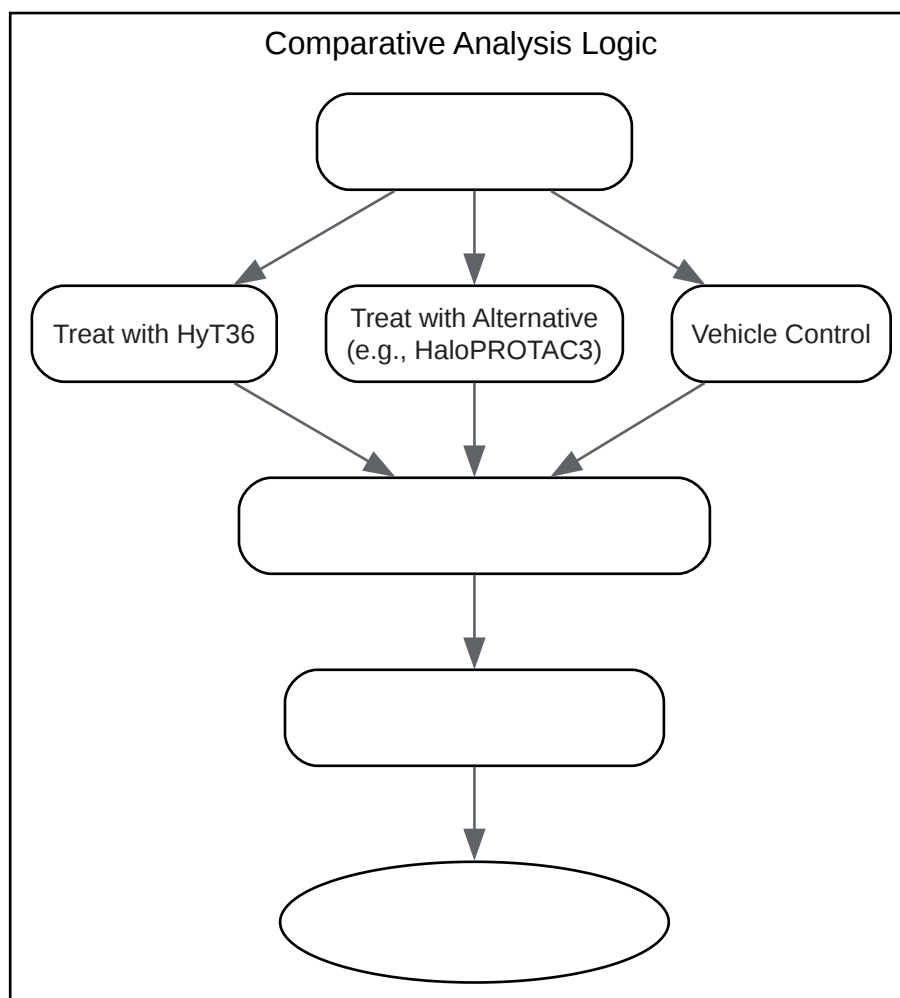 Comparative Analysis Logic
Treat with HyT36
Treat with Alternative
(e.g., HaloPROTAC3)
Vehicle Control